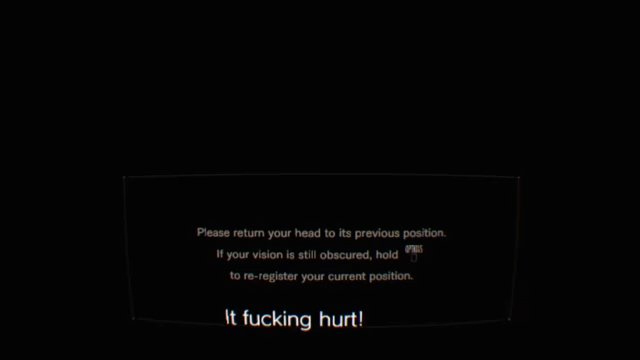 Please return your head to its previous position.
If your vision is still obscured, hold OPTIONS
to re-register your current position.
It fucking hurt!